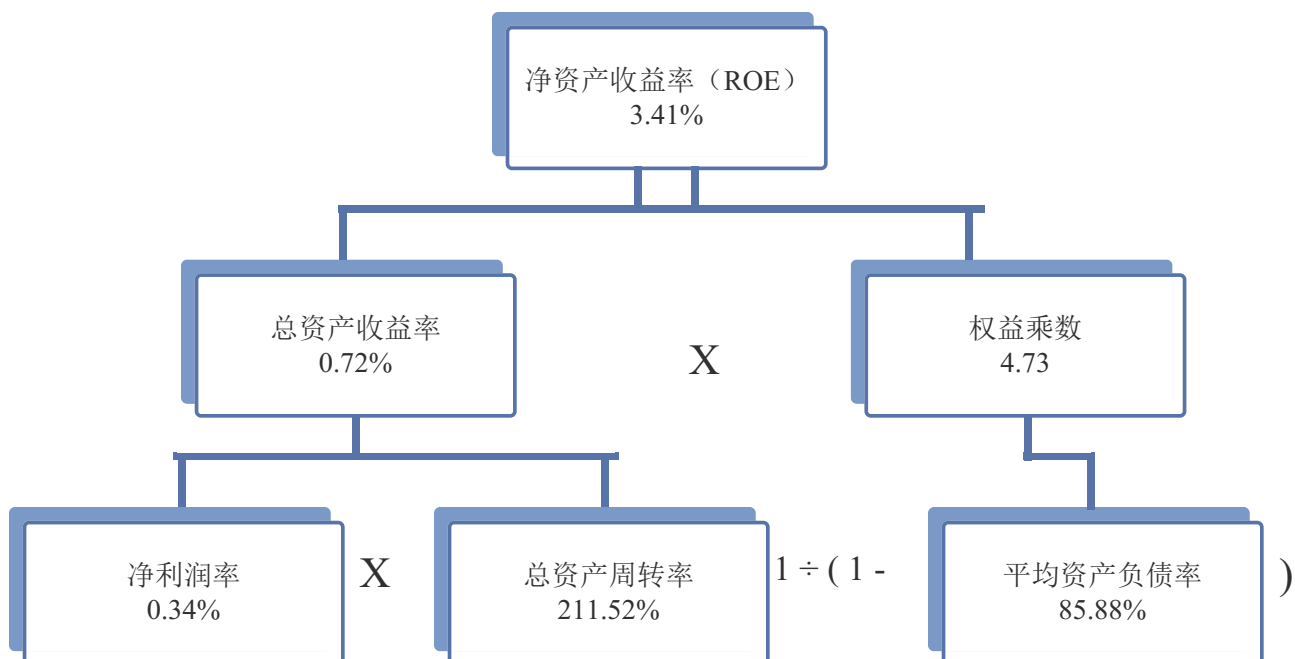 净资产收益率（ROE）
3.41%
总资产收益率
0.72%
X
权益乘数
4.73
净利润率
0.34%
X
总资产周转率
211.52%
1 ÷ ( 1 -
平均资产负债率
85.88%
)